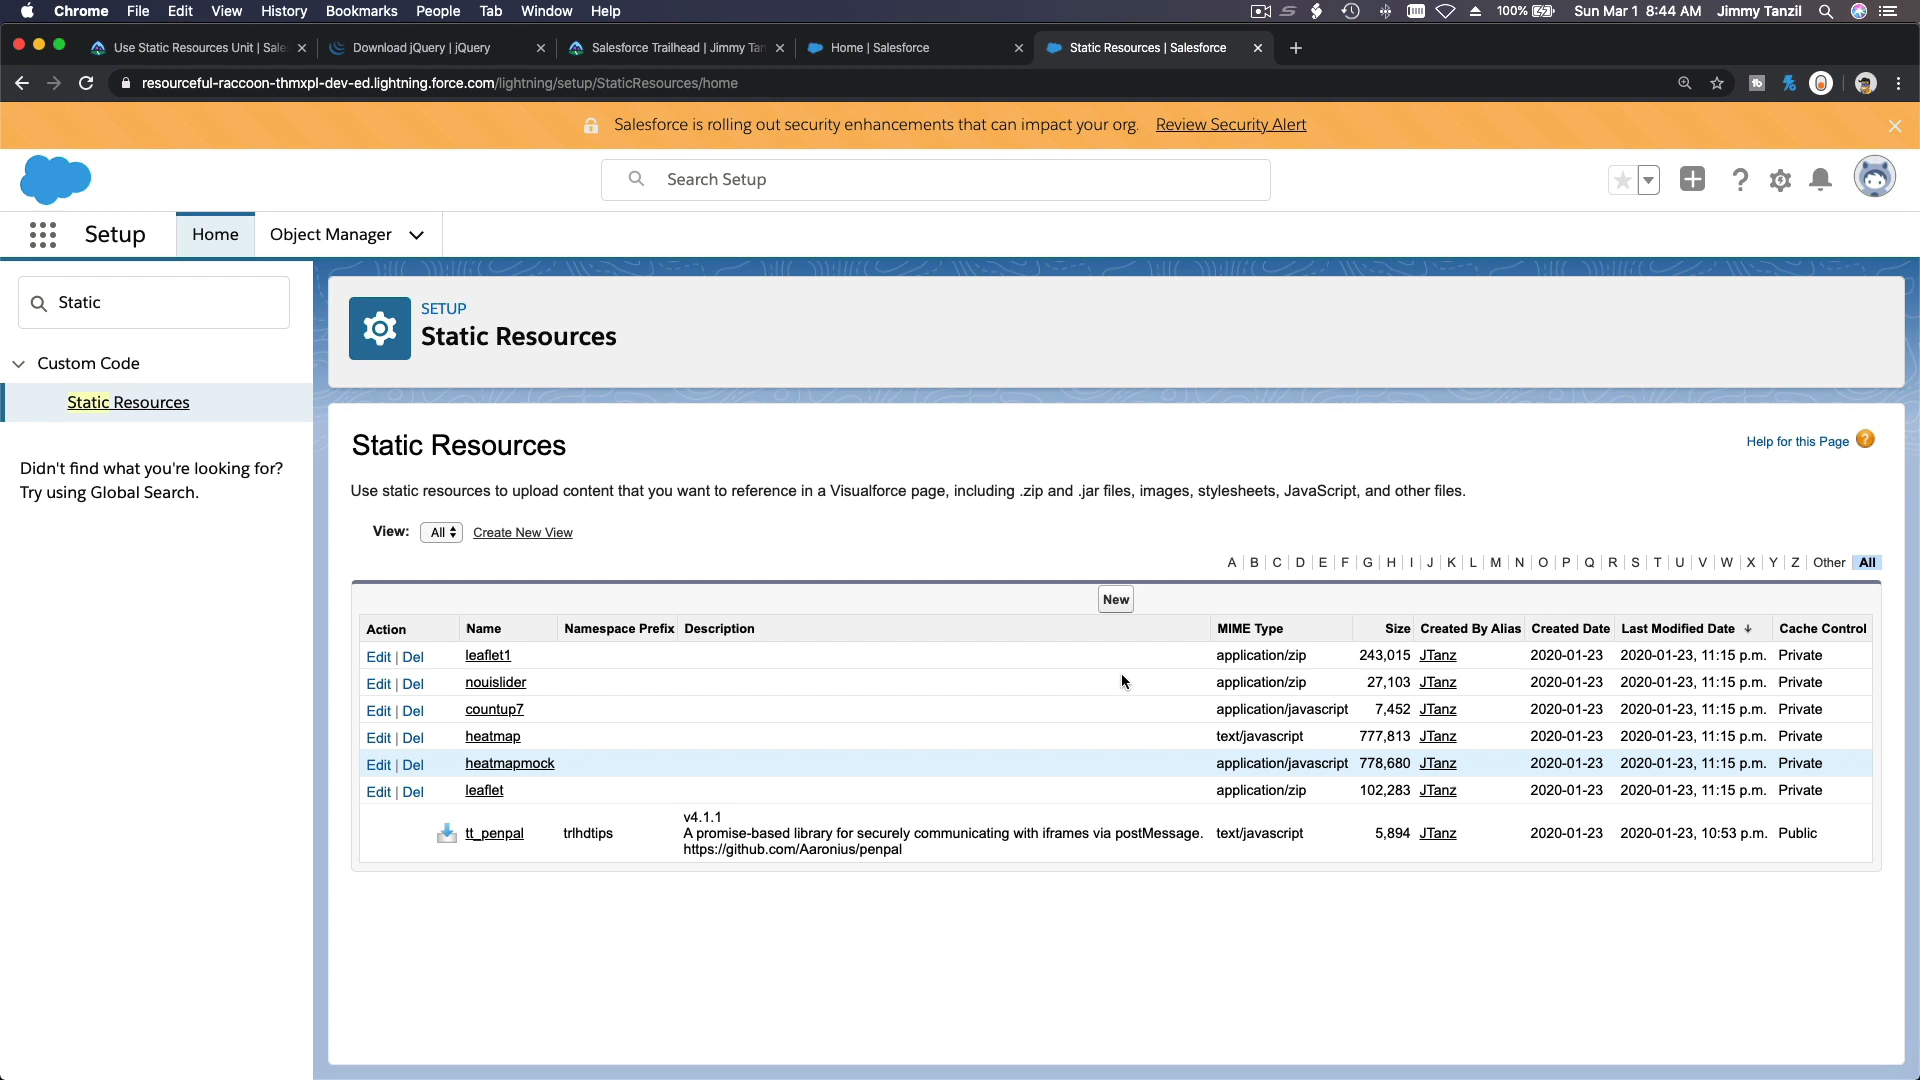 Chrome File Edit View History Bookmarks People Tab Window Help 100% Sun Mar 1 8:44 AM Jimmy Tanzil
Use Static Resources Unit | Sale Download jQuery | jQuery Salesforce Trailhead | Jimmy Tan Home | Salesforce Static Resources | Salesforce
resourceful-raccoon-thmxpl-dev-ed.lightning.force.com/lightning/setup/StaticResources/home
Salesforce is rolling out security enhancements that can impact your org. Review Security Alert
Search Setup
Setup Home Object Manager
Static
Custom Code
Static Resources
Didn't find what you're looking for?
Try using Global Search.
SETUP
Static Resources
Static Resources
Help for this Page
Use static resources to upload content that you want to reference in a Visualforce page, including .zip and .jar files, images, stylesheets, JavaScript, and other files.
View: All Create New View
A | B | C | D | E | F | G | H | I | J | K | L | M | N | O | P | Q | R | S | T | U | V | W | X | Y | Z | Other | All
New
Action Name Namespace Prefix Description MIME Type Size Created By Alias Created Date Last Modified Date Cache Control
Edit | Del leaflet1 application/zip 243,015 JTanz 2020-01-23 2020-01-23, 11:15 p.m. Private
Edit | Del nouislider application/zip 27,103 JTanz 2020-01-23 2020-01-23, 11:15 p.m. Private
Edit | Del countup7 application/javascript 7,452 JTanz 2020-01-23 2020-01-23, 11:15 p.m. Private
Edit | Del heatmap text/javascript 777,813 JTanz 2020-01-23 2020-01-23, 11:15 p.m. Private
Edit | Del heatmapmock application/javascript 778,680 JTanz 2020-01-23 2020-01-23, 11:15 p.m. Private
Edit | Del leaflet application/zip 102,283 JTanz 2020-01-23 2020-01-23, 11:15 p.m. Private
v4.1.1
tt_penpal trlhdtips A promise-based library for securely communicating with iframes via postMessage. text/javascript 5,894 JTanz 2020-01-23 2020-01-23, 10:53 p.m. Public
https://github.com/Aaronius/penpal